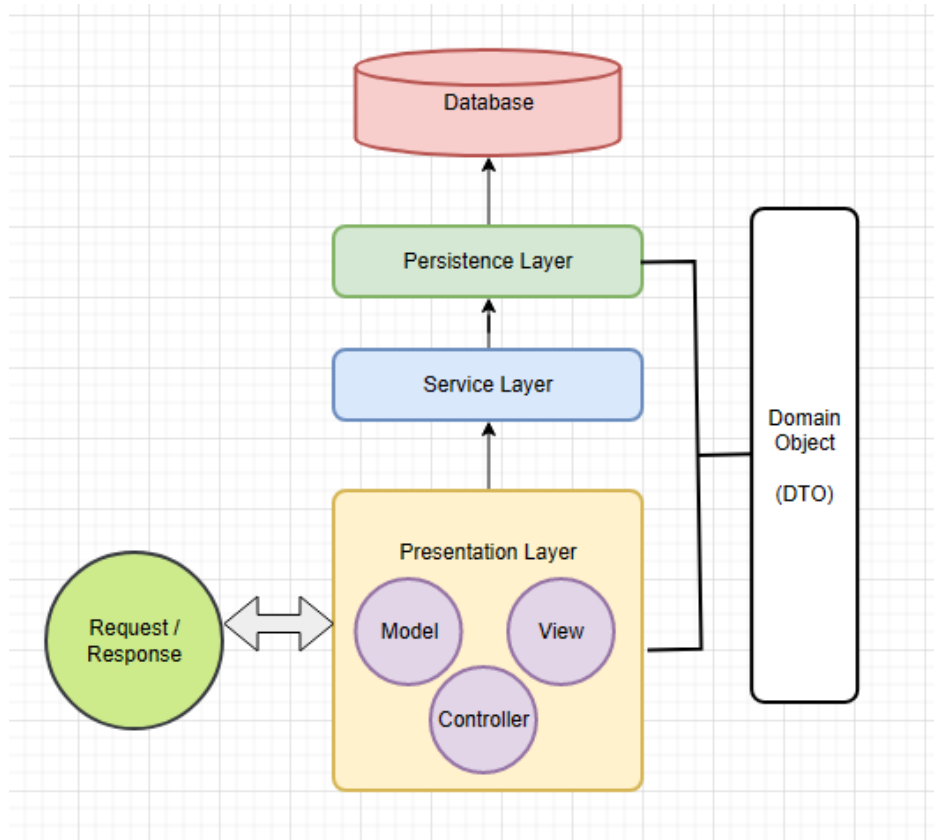 Database
Persistence Layer
Service Layer
Domain
Object
(DTO)
Presentation Layer
Request /
Response
Model
View
Controller